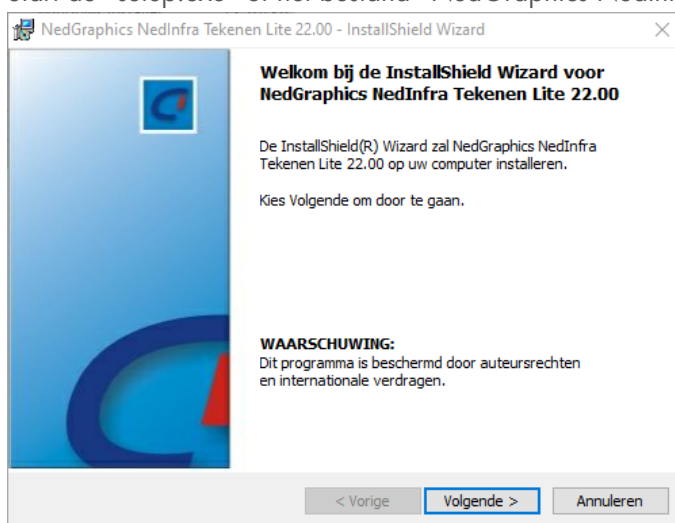 NedGraphics NedInfra Tekenen Lite 22.00 - InstallShield Wizard
Welkom bij de InstallShield Wizard voor
NedGraphics NedInfra Tekenen Lite 22.00
De InstallShield(R) Wizard zal NedGraphics NedInfra
Tekenen Lite 22.00 op uw computer installeren.
Kies Volgende om door te gaan.
WAARSCHUWING:
Dit programma is beschermd door auteursrechten
en internationale verdragen.
< Vorige Volgende > Annuleren